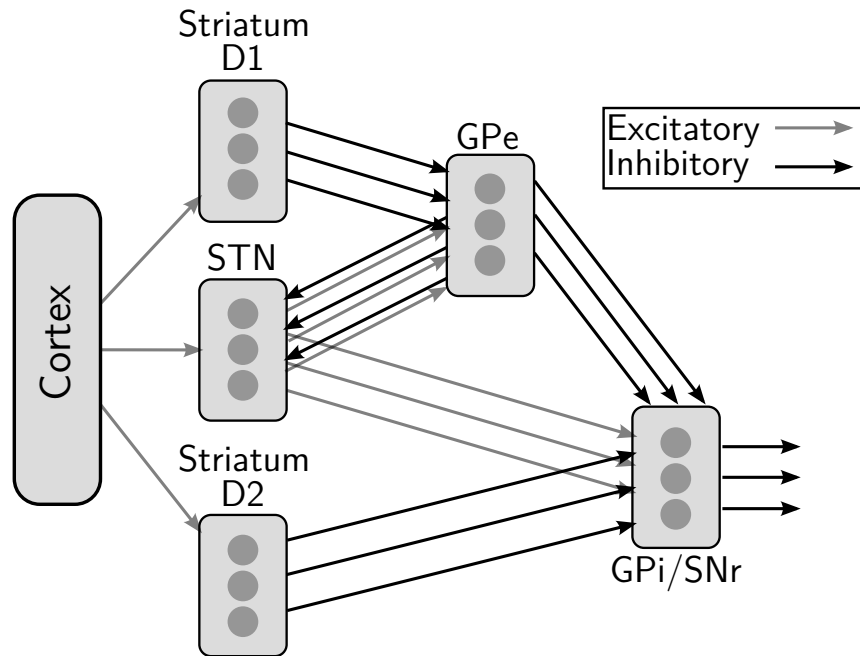 Striatum
D1
GPe
Excitatory
Inhibitory
STN
Cortex
Striatum
D2
GPi/SNr